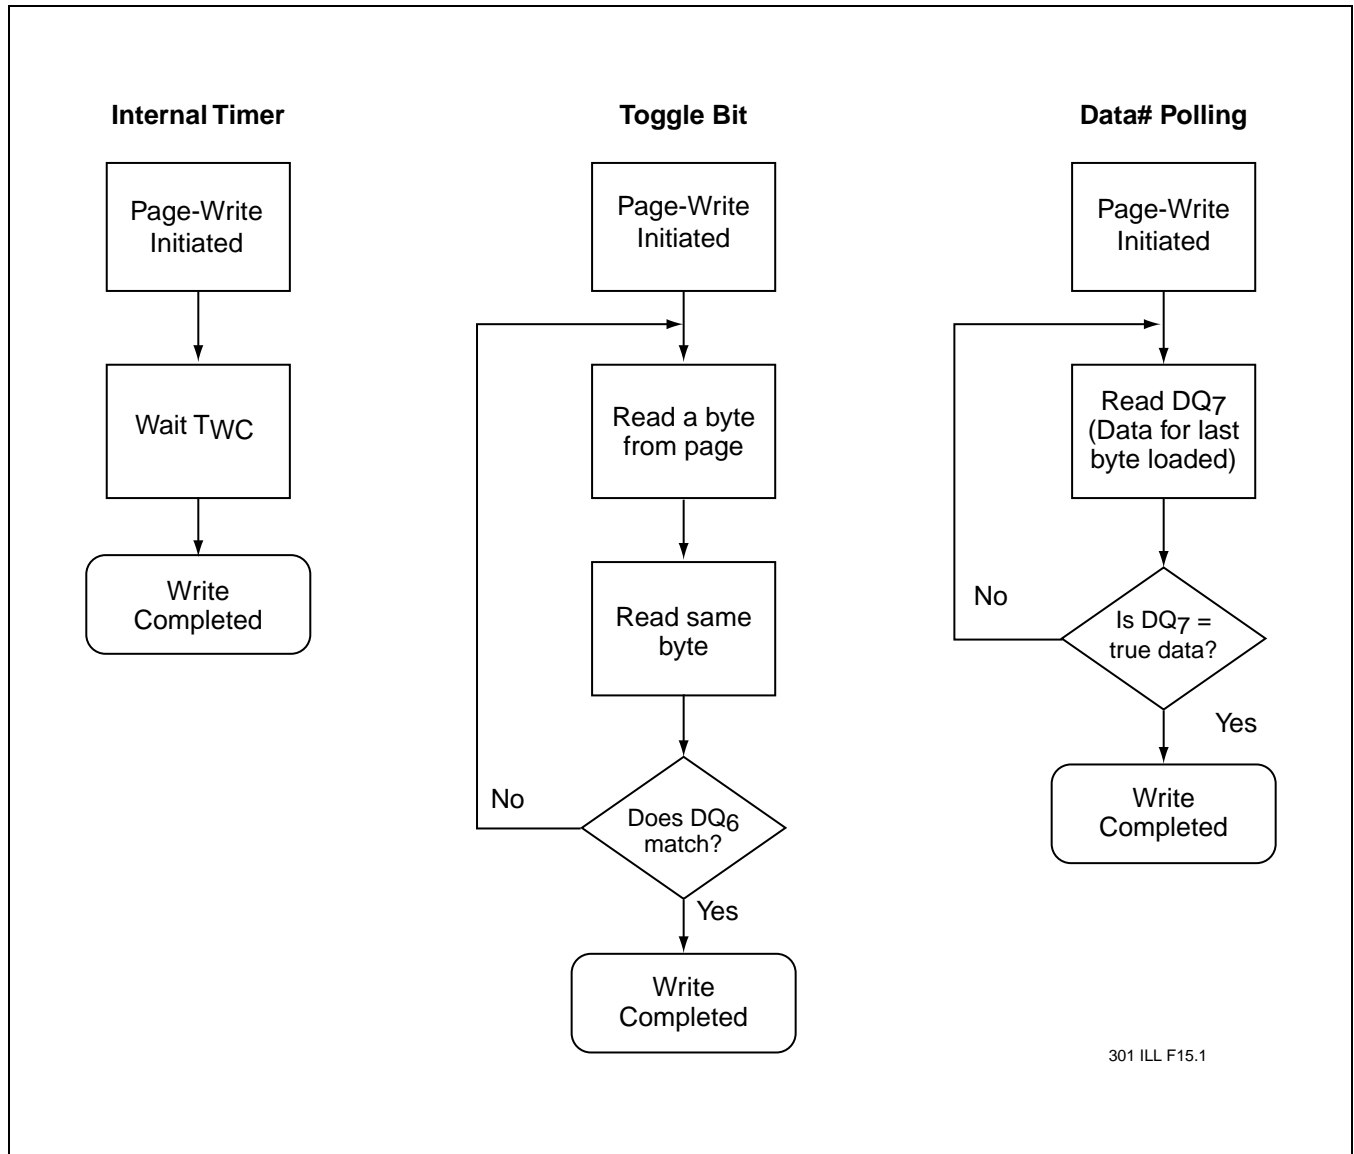 Internal Timer
Page-Write
Initiated
Wait TWC
Write
Completed
Toggle Bit
Page-Write
Initiated
Read a byte
from page
Read same
byte
Does DQ6
match?
No
Yes
Write
Completed
Data# Polling
Page-Write
Initiated
Read DQ7
(Data for last
byte loaded)
Is DQ7 =
true data?
No
Yes
Write
Completed
301 ILL F15.1